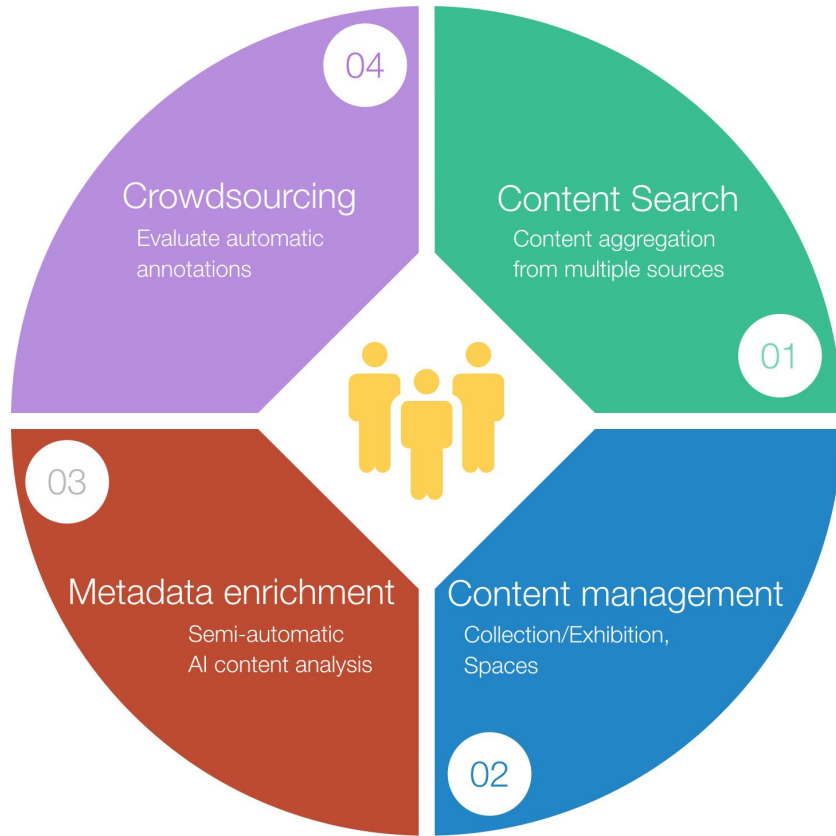 04
Crowdsourcing
Evaluate automatic
annotations
Content Search
Content aggregation
from multiple sources
01
03
Metadata enrichment
Semi-automatic
AI content analysis
Content management
Collection/Exhibition,
Spaces
02